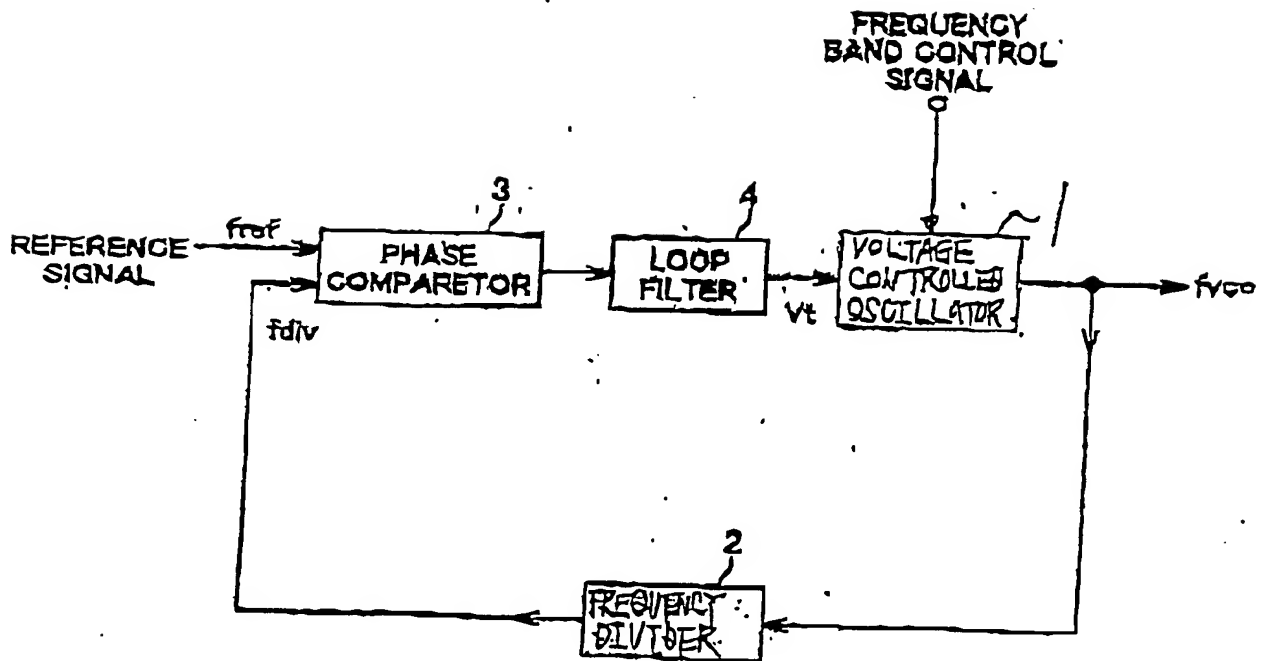 FREQUENCY
BAND CONTROL
SIGNAL
3
4
1
REFERENCE
SIGNAL
fref
PHASE
COMPARETOR
LOOP
FILTER
Vt
VOLTAGE
CONTROLLED
OSCILLATOR
fvco
fdiv
2
FREQUENCY
DIVIDER